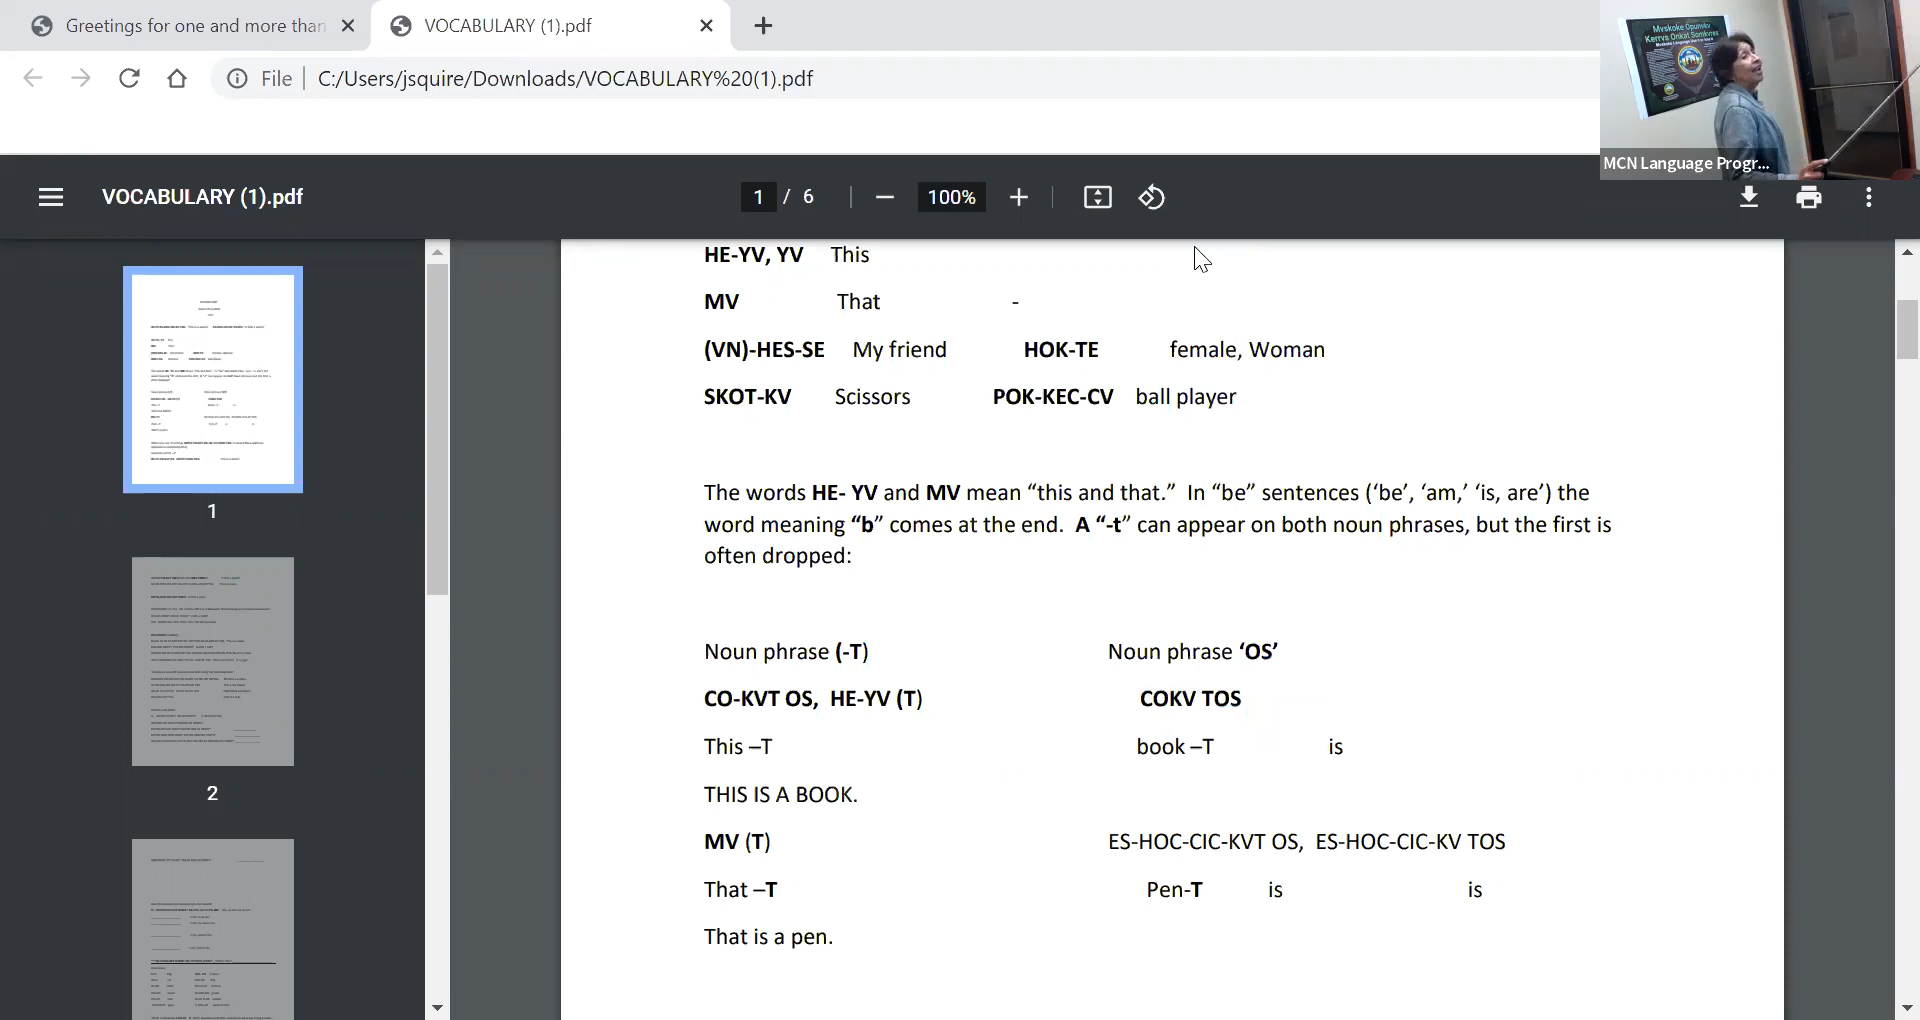 Greetings for one and more than
VOCABULARY (1).pdf
File
C:/Users/jsquire/Downloads/VOCABULARY%20(1).pdf
Mvskoke Opunvkv
Kerrvs Onkat Somkvres
MCN Language Progr...
VOCABULARY (1).pdf
1 / 6
100%
1
2
HE-YV, YV This
MV That -
(VN)-HES-SE My friend HOK-TE female, Woman
SKOT-KV Scissors POK-KEC-CV ball player
The words HE- YV and MV mean “this and that.” In “be” sentences (‘be’, ‘am,’ ‘is, are’) the
word meaning “b” comes at the end. A “-t” can appear on both noun phrases, but the first is
often dropped:
Noun phrase (-T) Noun phrase ‘OS’
CO-KVT OS, HE-YV (T) COKV TOS
This –T book –T is
THIS IS A BOOK.
MV (T) ES-HOC-CIC-KVT OS, ES-HOC-CIC-KV TOS
That –T Pen-T is is
That is a pen.